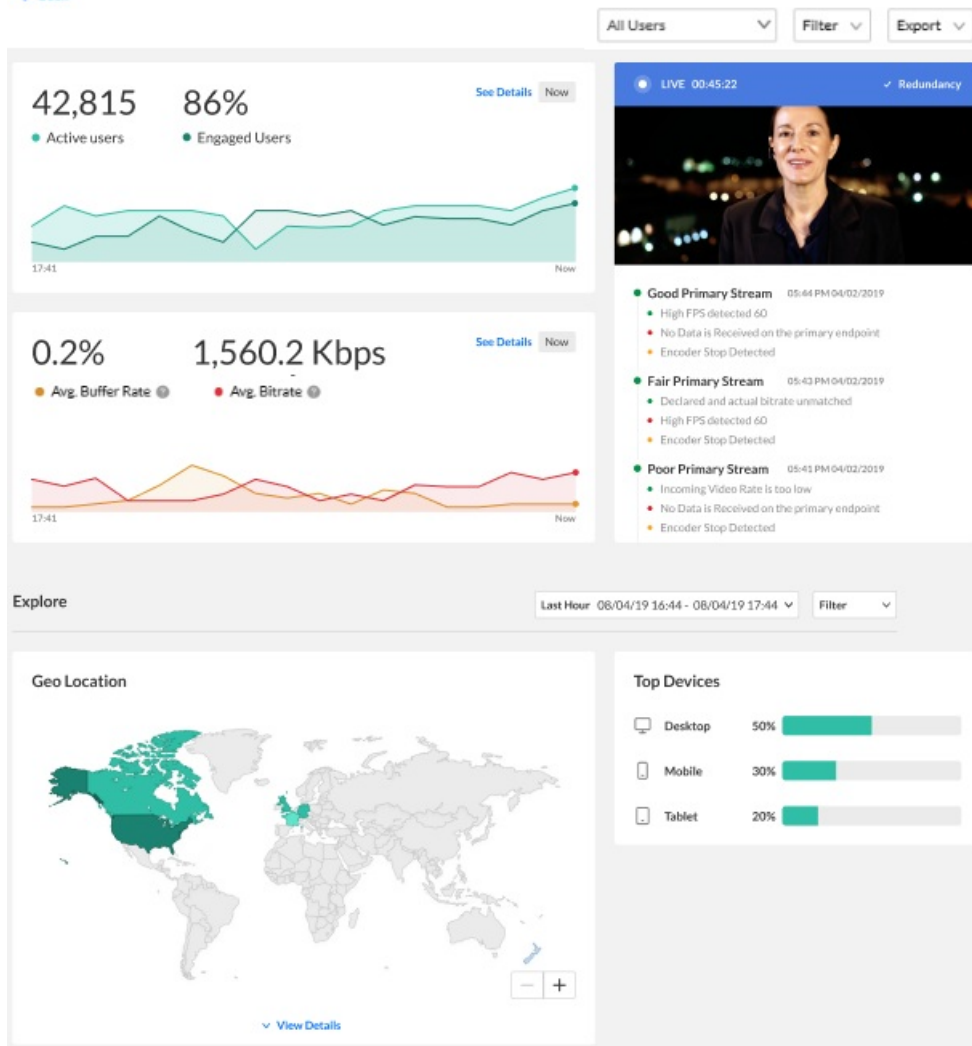 All Users
Filter
Export
42,815
86%
See Details
Now
Active users
Engaged Users
17:41
Now
0.2%
1,560.2 Kbps
See Details
Now
Avg. Buffer Rate
Avg. Bitrate
17:41
Now
LIVE 00:45:22
Redundancy
Good Primary Stream 05:44 PM 04/02/2019
High FPS detected 60
No Data is Received on the primary endpoint
Encoder Stop Detected
Fair Primary Stream 05:43 PM 04/02/2019
Declared and actual bitrate unmatched
High FPS detected 60
Encoder Stop Detected
Poor Primary Stream 05:41 PM 04/02/2019
Incoming Video Rate is too low
No Data is Received on the primary endpoint
Encoder Stop Detected
Explore
Last Hour 08/04/19 16:44 - 08/04/19 17:44
Filter
Geo Location
View Details
Top Devices
Desktop 50%
Mobile 30%
Tablet 20%